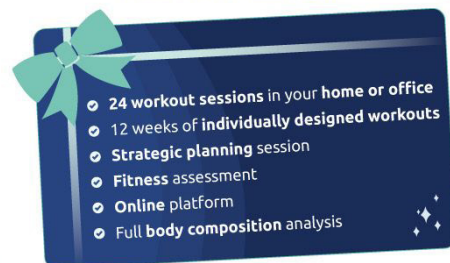 24 workout sessions in your home or office
12 weeks of individually designed workouts
Strategic planning session
Fitness assessment
Online platform
Full body composition analysis